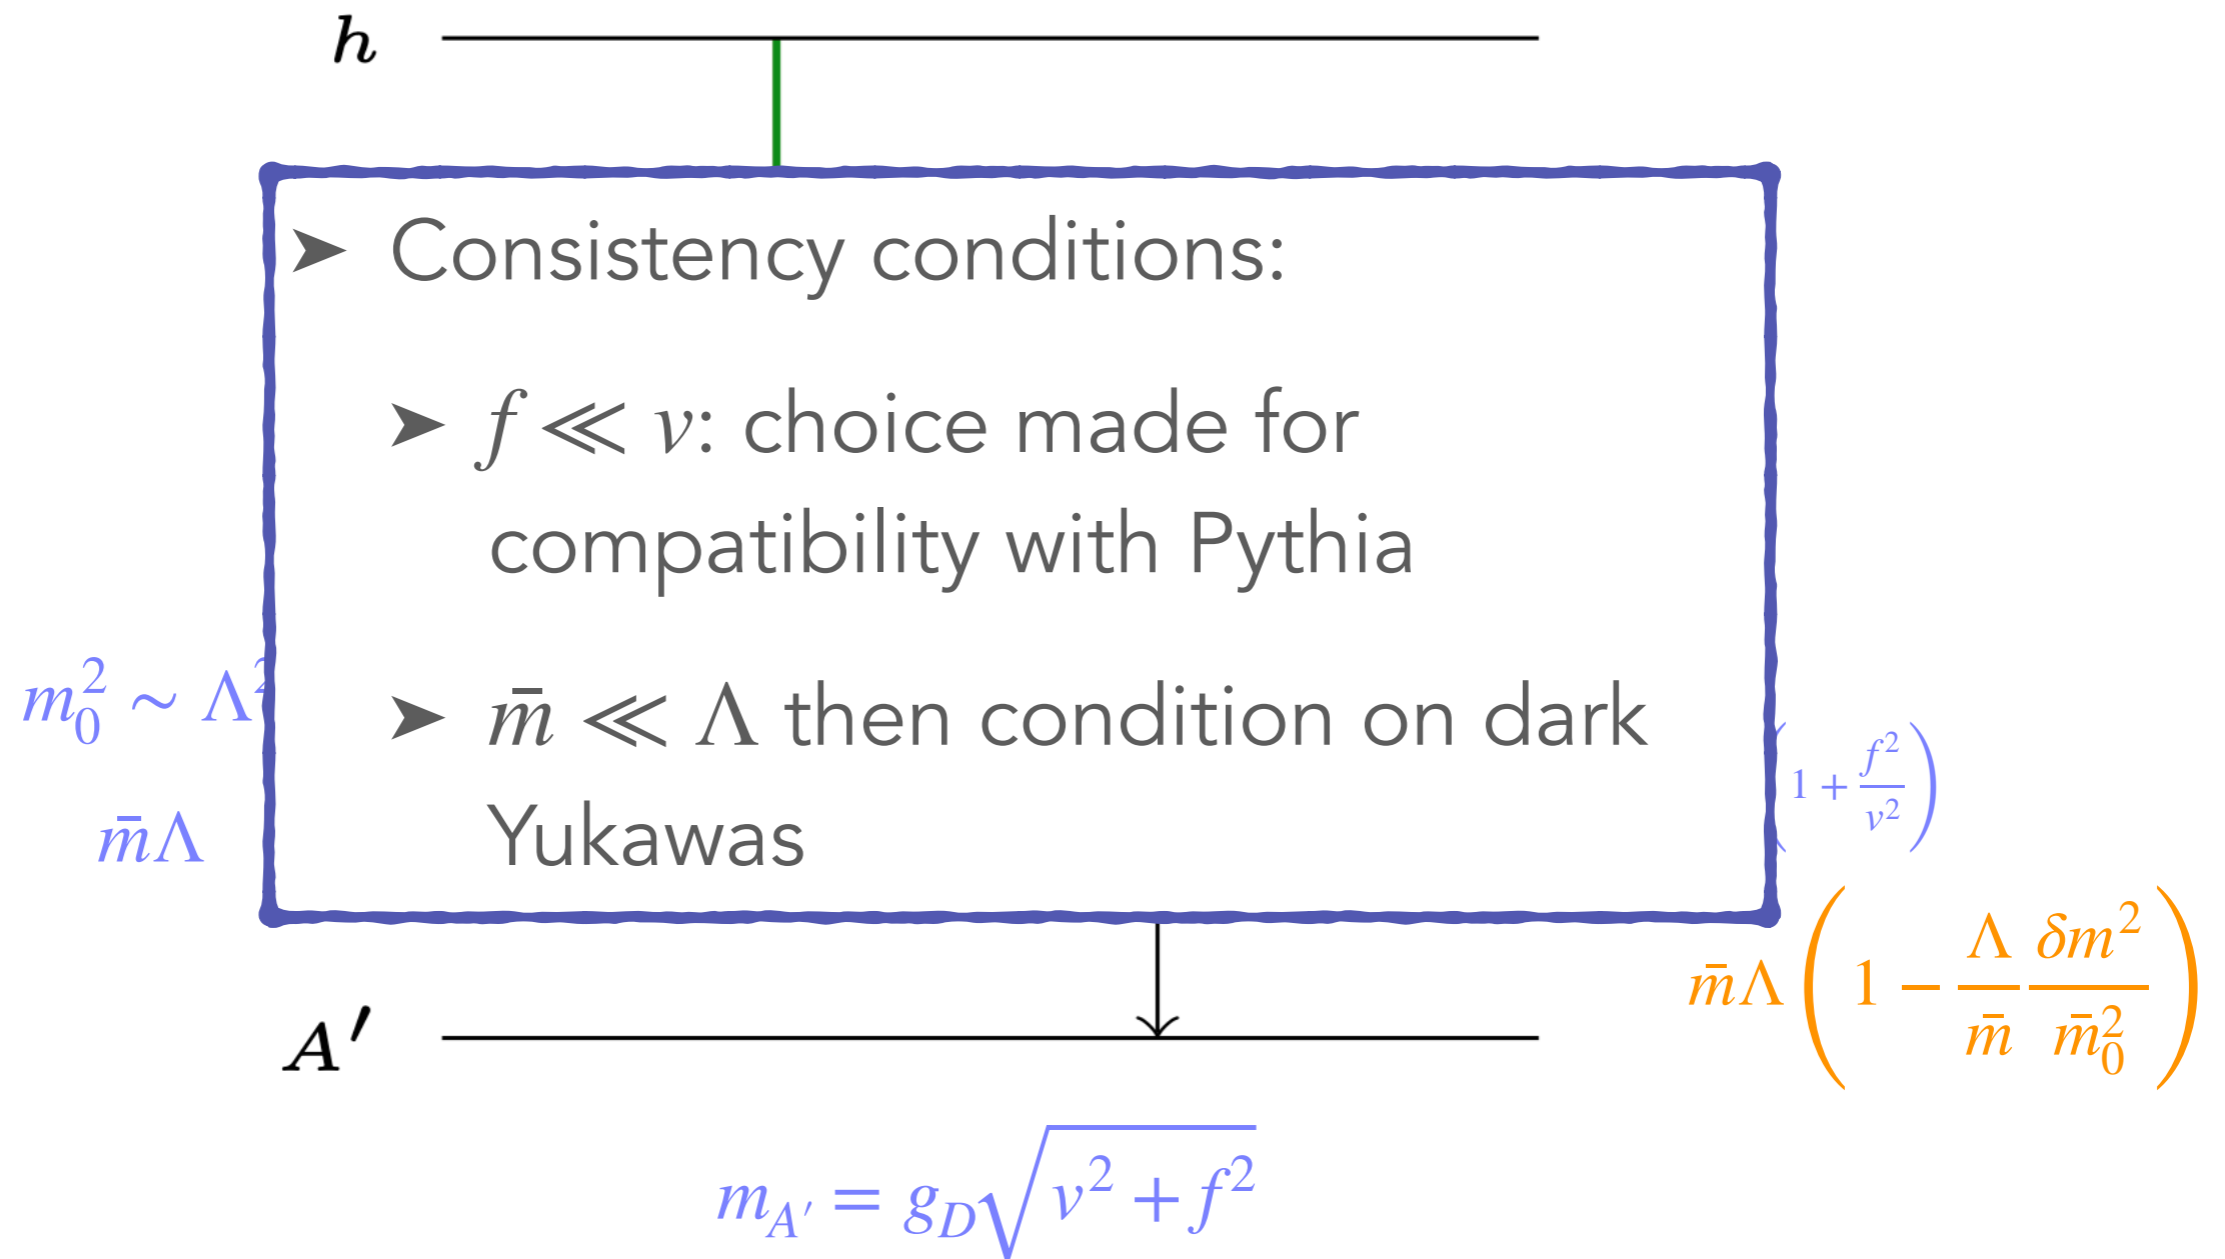 h
➤ Consistency conditions:
➤ f ≪ v: choice made for
compatibility with Pythia
➤ m̄ ≪ Λ then condition on dark
Yukawas
m₀² ∼ Λ²
m̄Λ
(1 + f²/v²)
m̄Λ(1 − Λ/m̄ δm²/m̄₀²)
A′
m_A′ = g_D√(v² + f²)